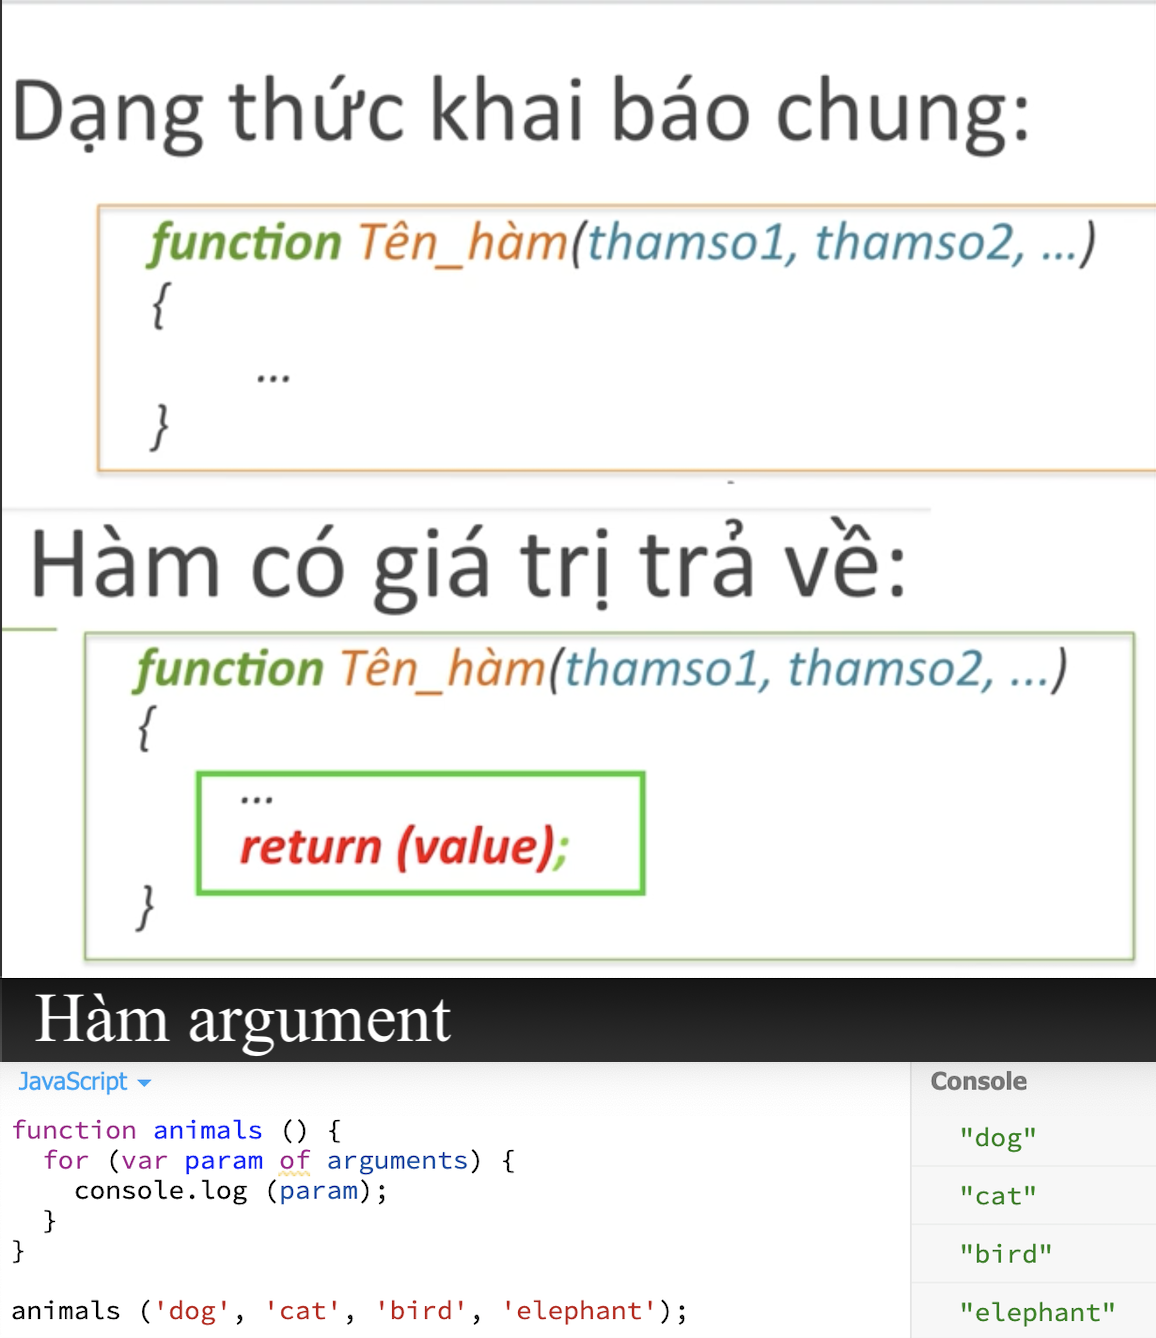 Dạng thức khai báo chung:
function Tên_hàm(thamso1, thamso2, ...)
{
...
}
Hàm có giá trị trả về:
function Tên_hàm(thamso1, thamso2, ...)
{
...
return (value);
}
Hàm argument
JavaScript
function animals () {
for (var param of arguments) {
console.log (param);
}
}
animals ('dog', 'cat', 'bird', 'elephant');
Console
"dog"
"cat"
"bird"
"elephant"